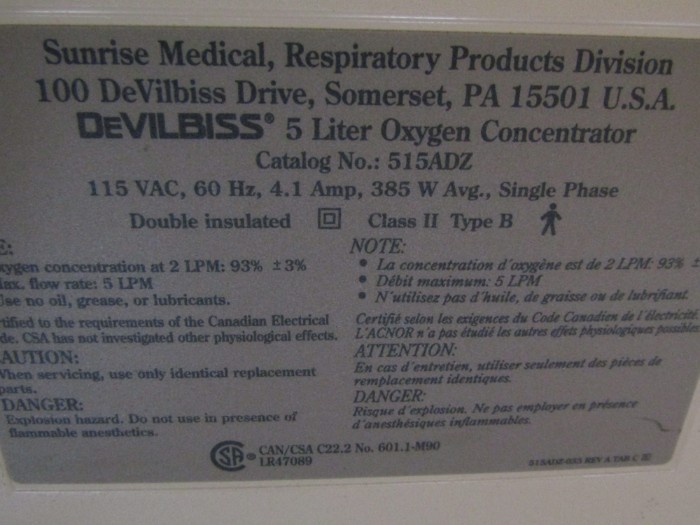 Sunrise Medical, Respiratory Products Division
100 DeVilbiss Drive, Somerset, PA 15501 U.S.A.
DEVILBISS® 5 Liter Oxygen Concentrator
Catalog No.: 515ADZ
115 VAC, 60 Hz, 4.1 Amp, 385 W Avg., Single Phase
Double insulated Class II Type B
E:
xygen concentration at 2 LPM: 93% ±3%
ax. flow rate: 5 LPM
Use no oil, grease, or lubricants.
tified to the requirements of the Canadian Electrical
de. CSA has not investigated other physiological effects.
AUTION:
When servicing, use only identical replacement
parts.
DANGER:
Explosion hazard. Do not use in presence of
flammable anesthetics.
NOTE:
• La concentration d'oxygène est de 2 LPM: 93% ±
• Débit maximum: 5 LPM
• N'utilisez pas d'huile, de graisse ou de lubrifiant.
Certifié selon les exigences du Code Canadien de l'électricité.
L'ACNOR n'a pas étudié les autres effets physiologiques possibles
ATTENTION:
En cas d'entretien, utiliser seulement des pièces de
remplacement identiques.
DANGER:
Risque d'explosion. Ne pas employer en présence
d'anesthésiques inflammables.
CSA® CAN/CSA C22.2 No. 601.1-M90
LR47089
515ADZ-653 REV A TAB C